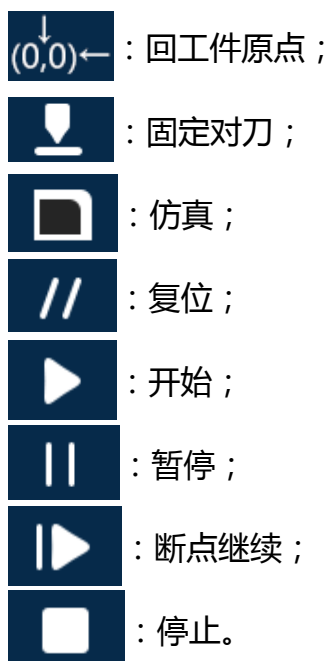 (0,0)←：回工件原点；
：固定对刀；
：仿真；
：复位；
：开始；
：暂停；
：断点继续；
：停止。